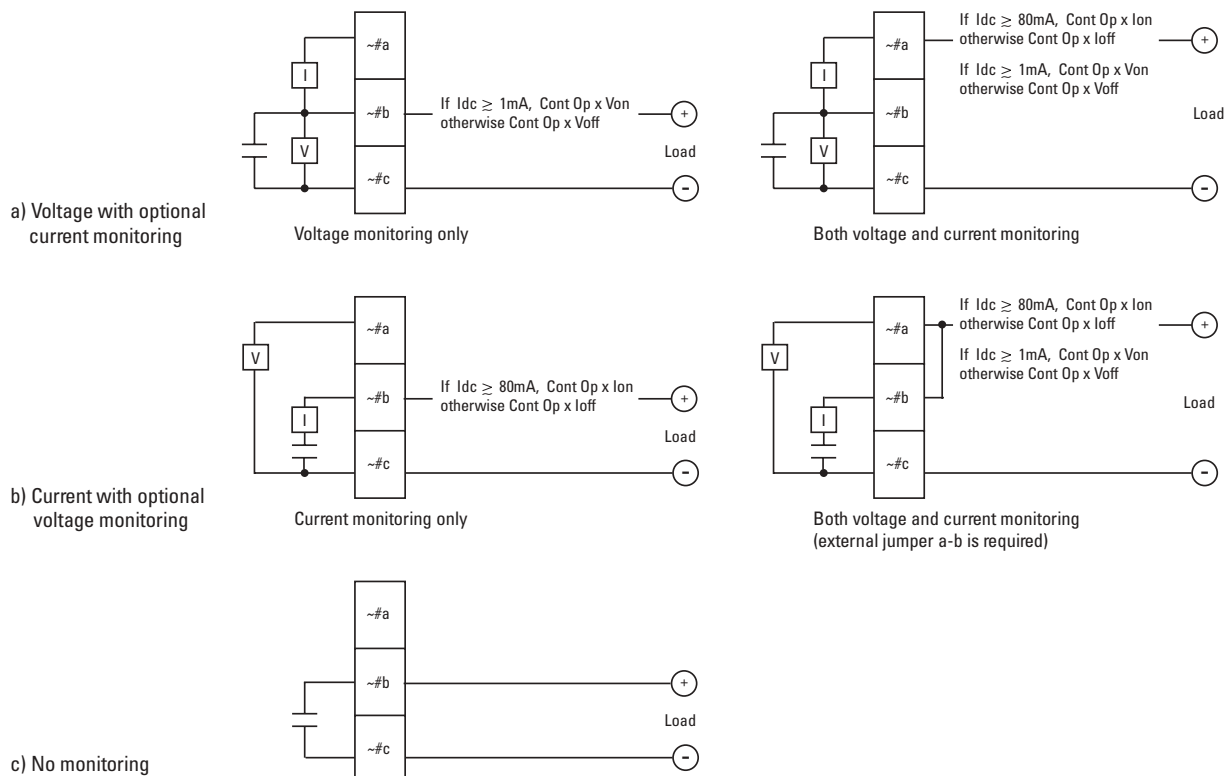 ~#a
I
~#b
V
~#c
If Idc ≳ 1mA, Cont Op x Von
otherwise Cont Op x Voff
+
Load
-
a) Voltage with optional
current monitoring
Voltage monitoring only
~#a
I
~#b
V
~#c
If Idc ≳ 80mA, Cont Op x Ion
otherwise Cont Op x Ioff
If Idc ≳ 1mA, Cont Op x Von
otherwise Cont Op x Voff
+
Load
-
Both voltage and current monitoring
~#a
V
~#b
I
~#c
If Idc ≳ 80mA, Cont Op x Ion
otherwise Cont Op x Ioff
+
Load
-
b) Current with optional
voltage monitoring
Current monitoring only
~#a
V
~#b
I
~#c
If Idc ≳ 80mA, Cont Op x Ion
otherwise Cont Op x Ioff
If Idc ≳ 1mA, Cont Op x Von
otherwise Cont Op x Voff
+
Load
-
Both voltage and current monitoring
(external jumper a-b is required)
~#a
~#b
~#c
+
Load
-
c) No monitoring